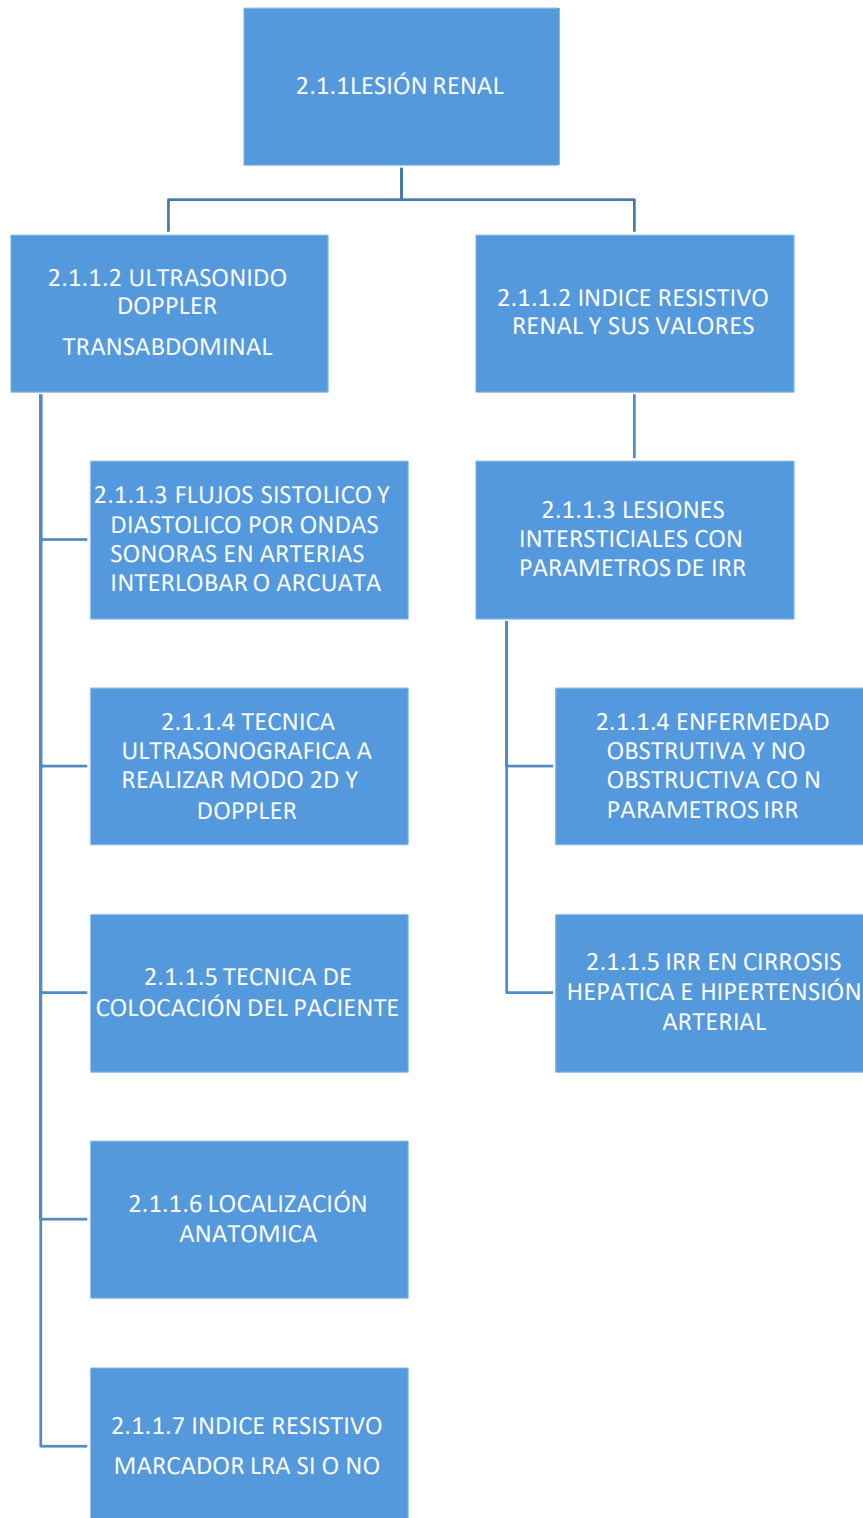 2.1.1LESIÓN RENAL
2.1.1.2 ULTRASONIDO
DOPPLER
TRANSABDOMINAL
2.1.1.3 FLUJOS SISTOLICO Y
DIASTOLICO POR ONDAS
SONORAS EN ARTERIAS
INTERLOBAR O ARCUATA
2.1.1.4 TECNICA
ULTRASONOGRAFICA A
REALIZAR MODO 2D Y
DOPPLER
2.1.1.5 TECNICA DE
COLOCACIÓN DEL PACIENTE
2.1.1.6 LOCALIZACIÓN
ANATOMICA
2.1.1.7 INDICE RESISTIVO
MARCADOR LRA SI O NO
2.1.1.2 INDICE RESISTIVO
RENAL Y SUS VALORES
2.1.1.3 LESIONES
INTERSTICIALES CON
PARAMETROS DE IRR
2.1.1.4 ENFERMEDAD
OBSTRUTIVA Y NO
OBSTRUCTIVA CO N
PARAMETROS IRR
2.1.1.5 IRR EN CIRROSIS
HEPATICA E HIPERTENSIÓN
ARTERIAL